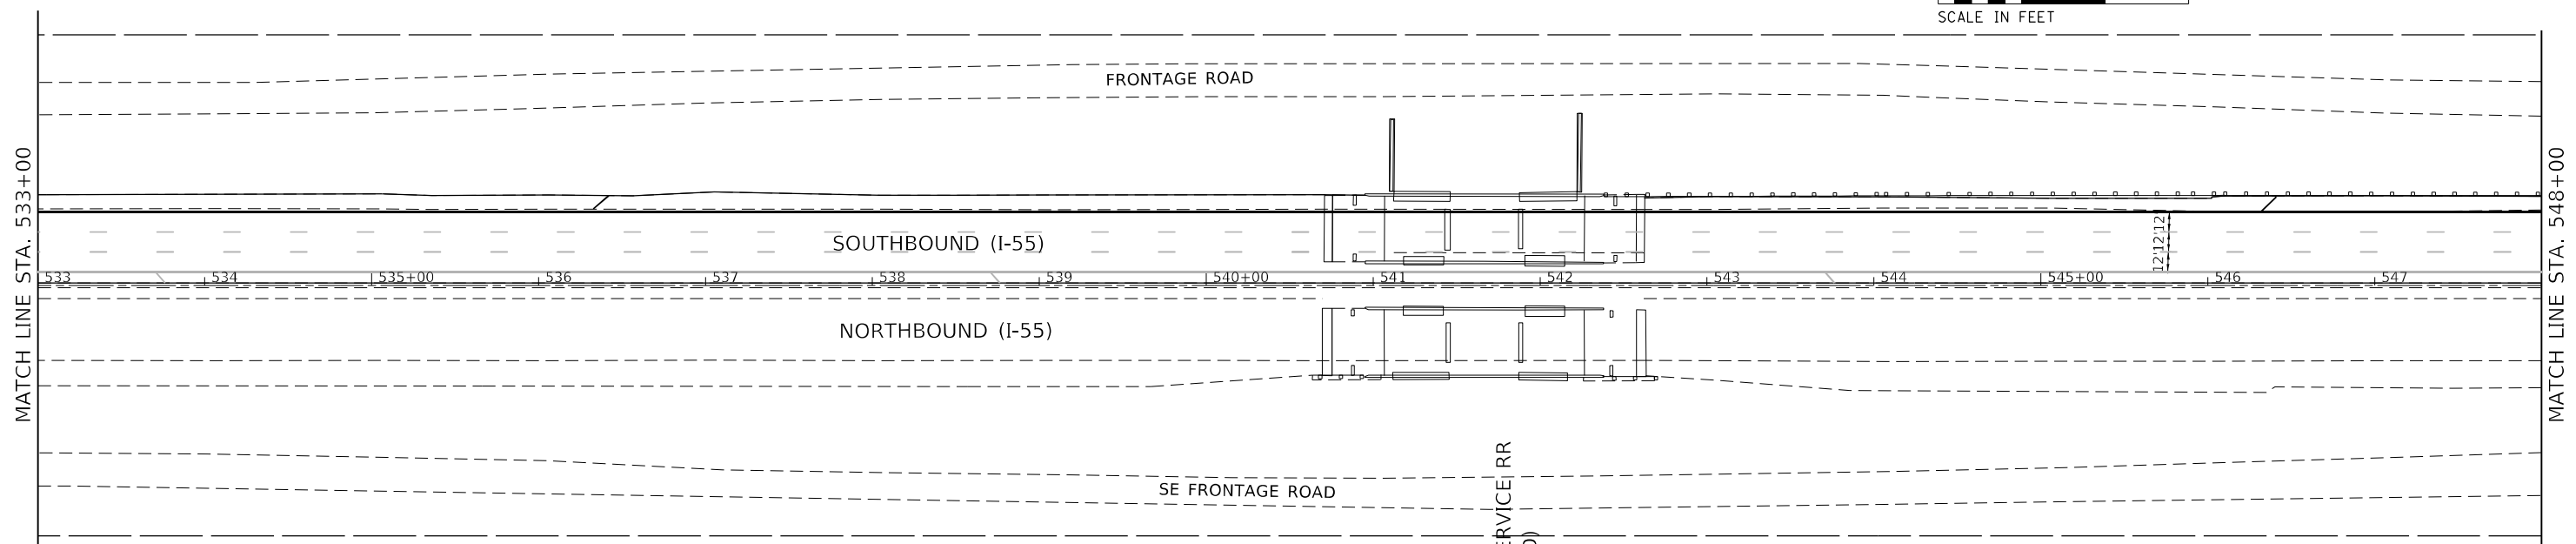 SCALE IN FEET
FRONTAGE ROAD
MATCH LINE STA. 533+00
MATCH LINE STA. 548+00
12'12'12'
SOUTHBOUND (I-55)
533 534 535+00 536 537 538 539 540+00 541 542 543 544 545+00 546 547
NORTHBOUND (I-55)
SE FRONTAGE ROAD
ERVICE RR